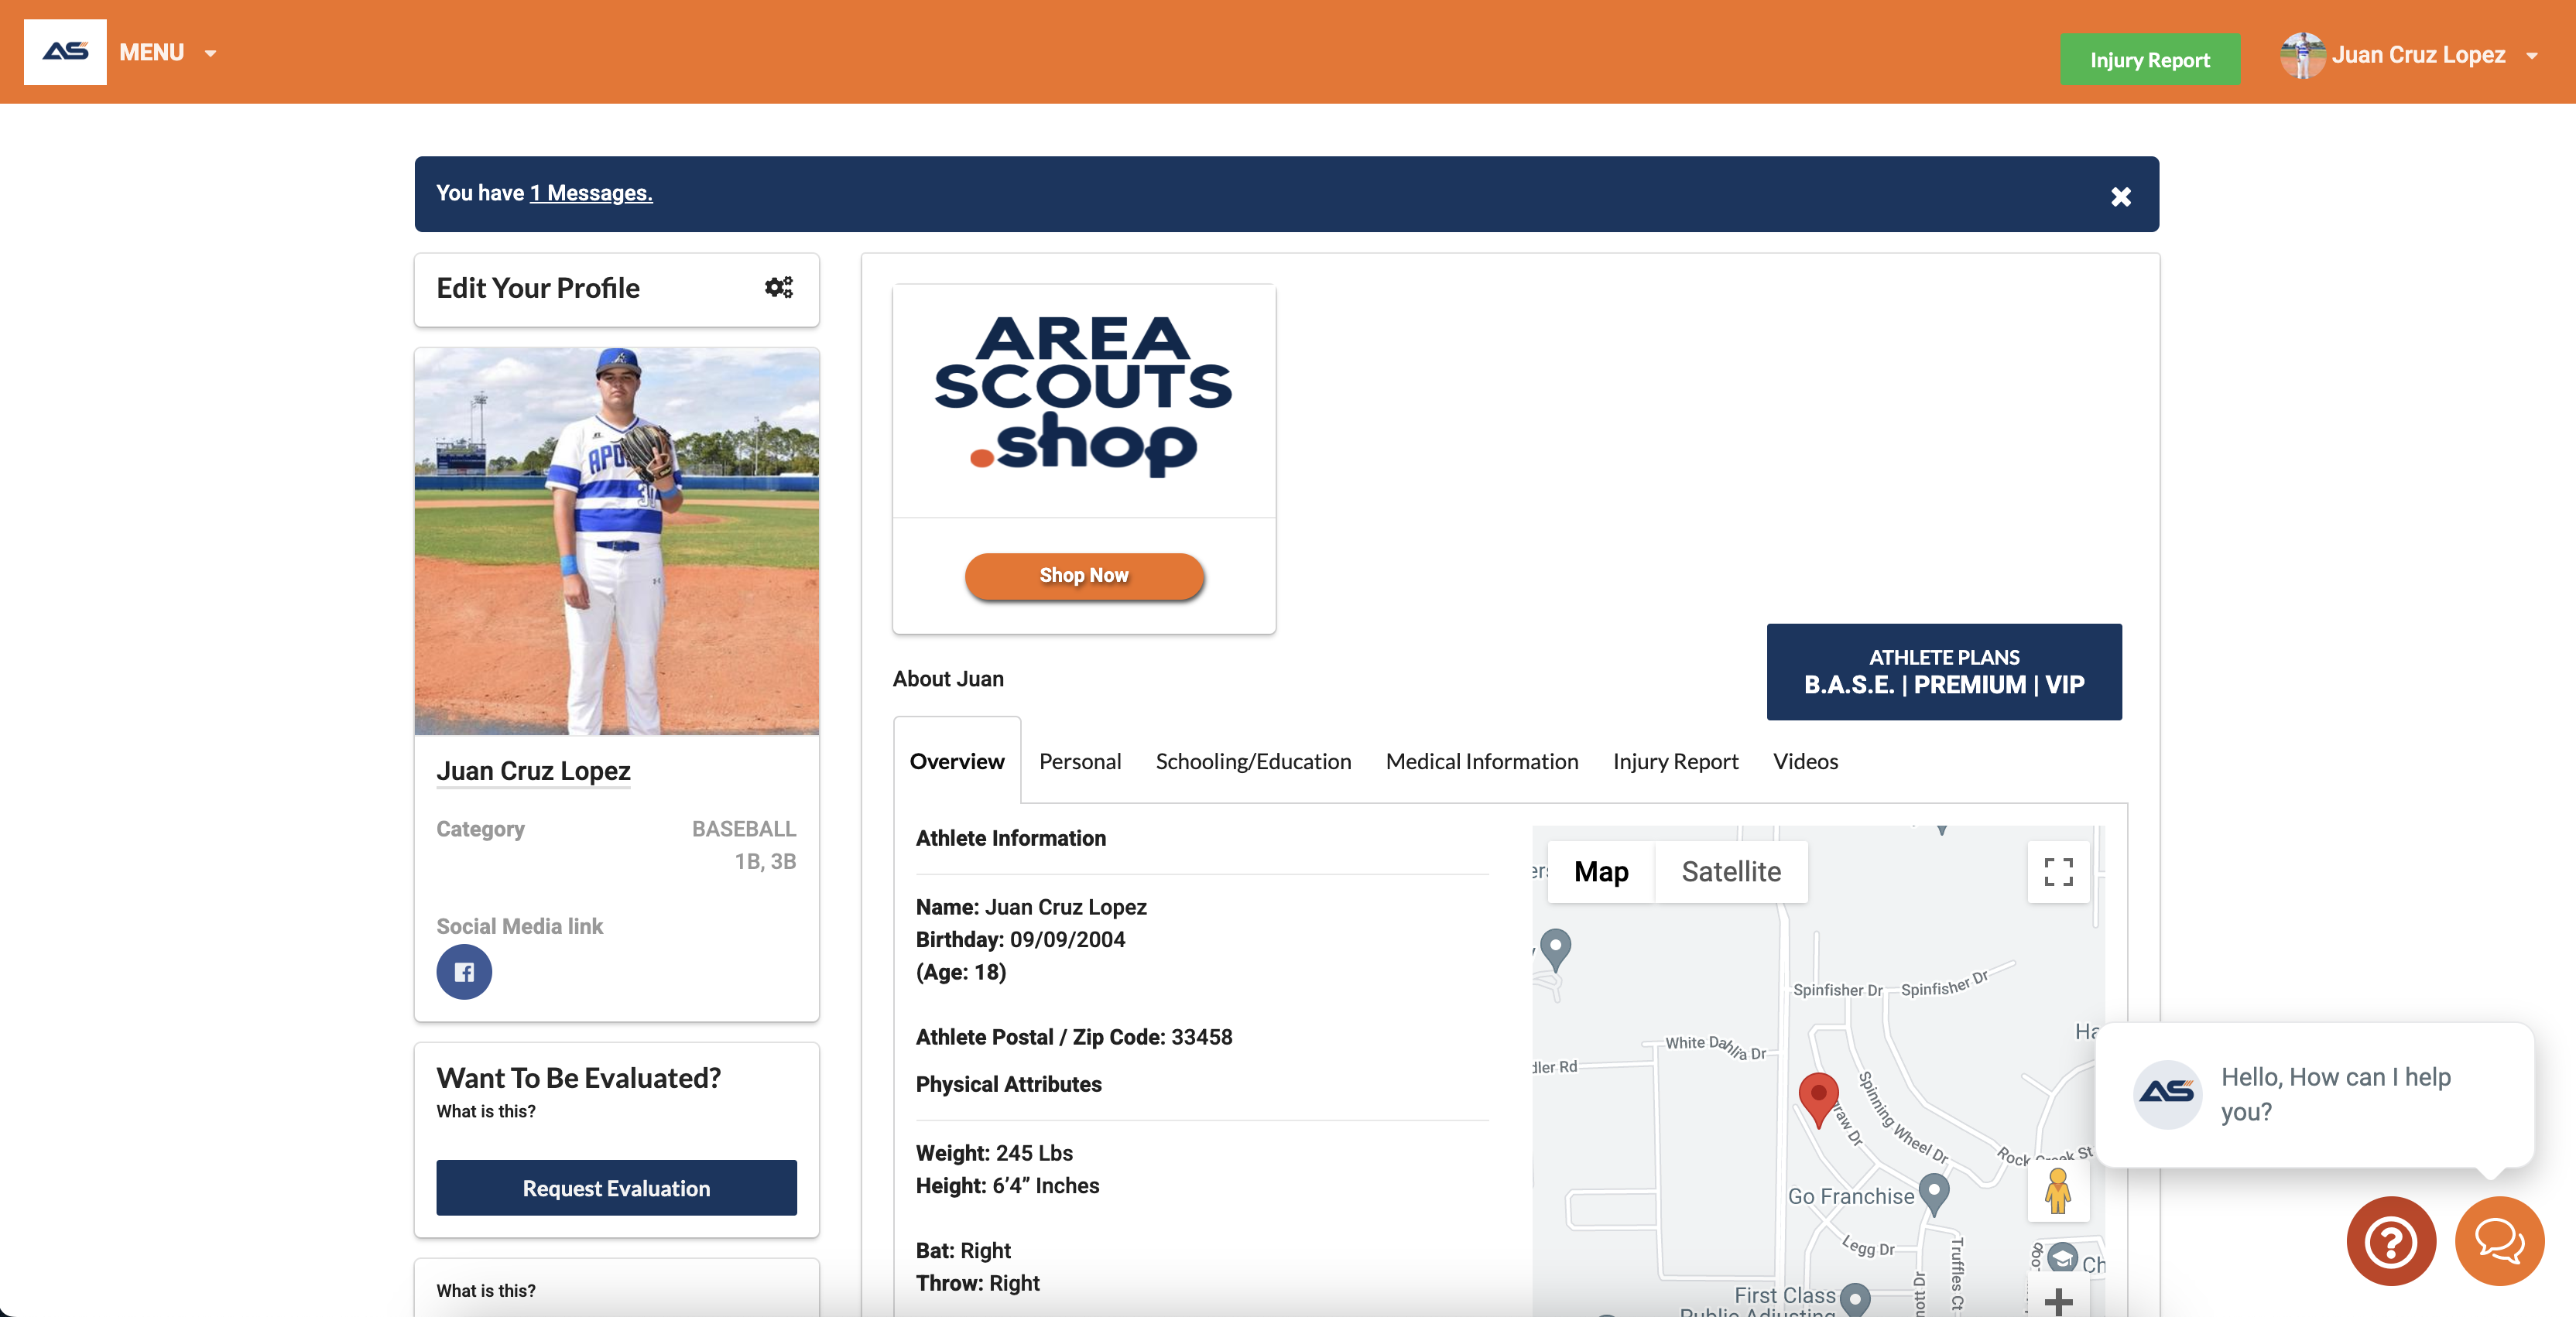 AS MENU
Injury Report
Juan Cruz Lopez
You have 1 Messages.
Edit Your Profile
Juan Cruz Lopez
Category BASEBALL
1B, 3B
Social Media link
Want To Be Evaluated?
What is this?
Request Evaluation
What is this?
AREA
SCOUTS
.shop
Shop Now
About Juan
ATHLETE PLANS
B.A.S.E. | PREMIUM | VIP
Overview Personal Schooling/Education Medical Information Injury Report Videos
Athlete Information
Name: Juan Cruz Lopez
Birthday: 09/09/2004
(Age: 18)
Athlete Postal / Zip Code: 33458
Physical Attributes
Weight: 245 Lbs
Height: 6’4” Inches
Bat: Right
Throw: Right
Map Satellite
Spinfisher Dr Spinfisher Dr
White Dahlia Dr
dler Rd
Spinning Wheel Dr
graw Dr
Rock Creek St
Go Franchise
Legg Dr
Truffles Ct
First Class
Public Adjusting
AS
Hello, How can I help
you?